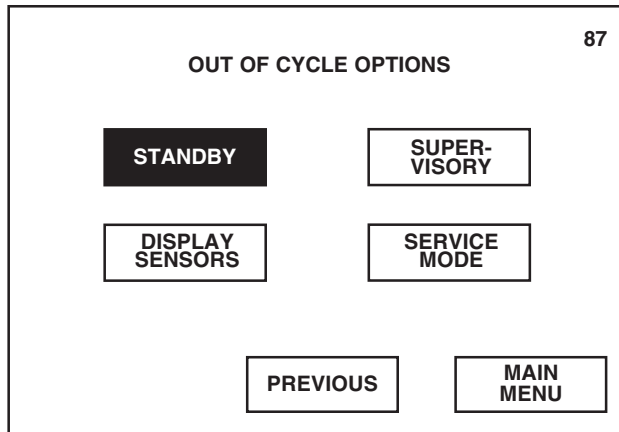 87
OUT OF CYCLE OPTIONS
STANDBY
SUPER-
VISORY
DISPLAY
SENSORS
SERVICE
MODE
PREVIOUS
MAIN
MENU